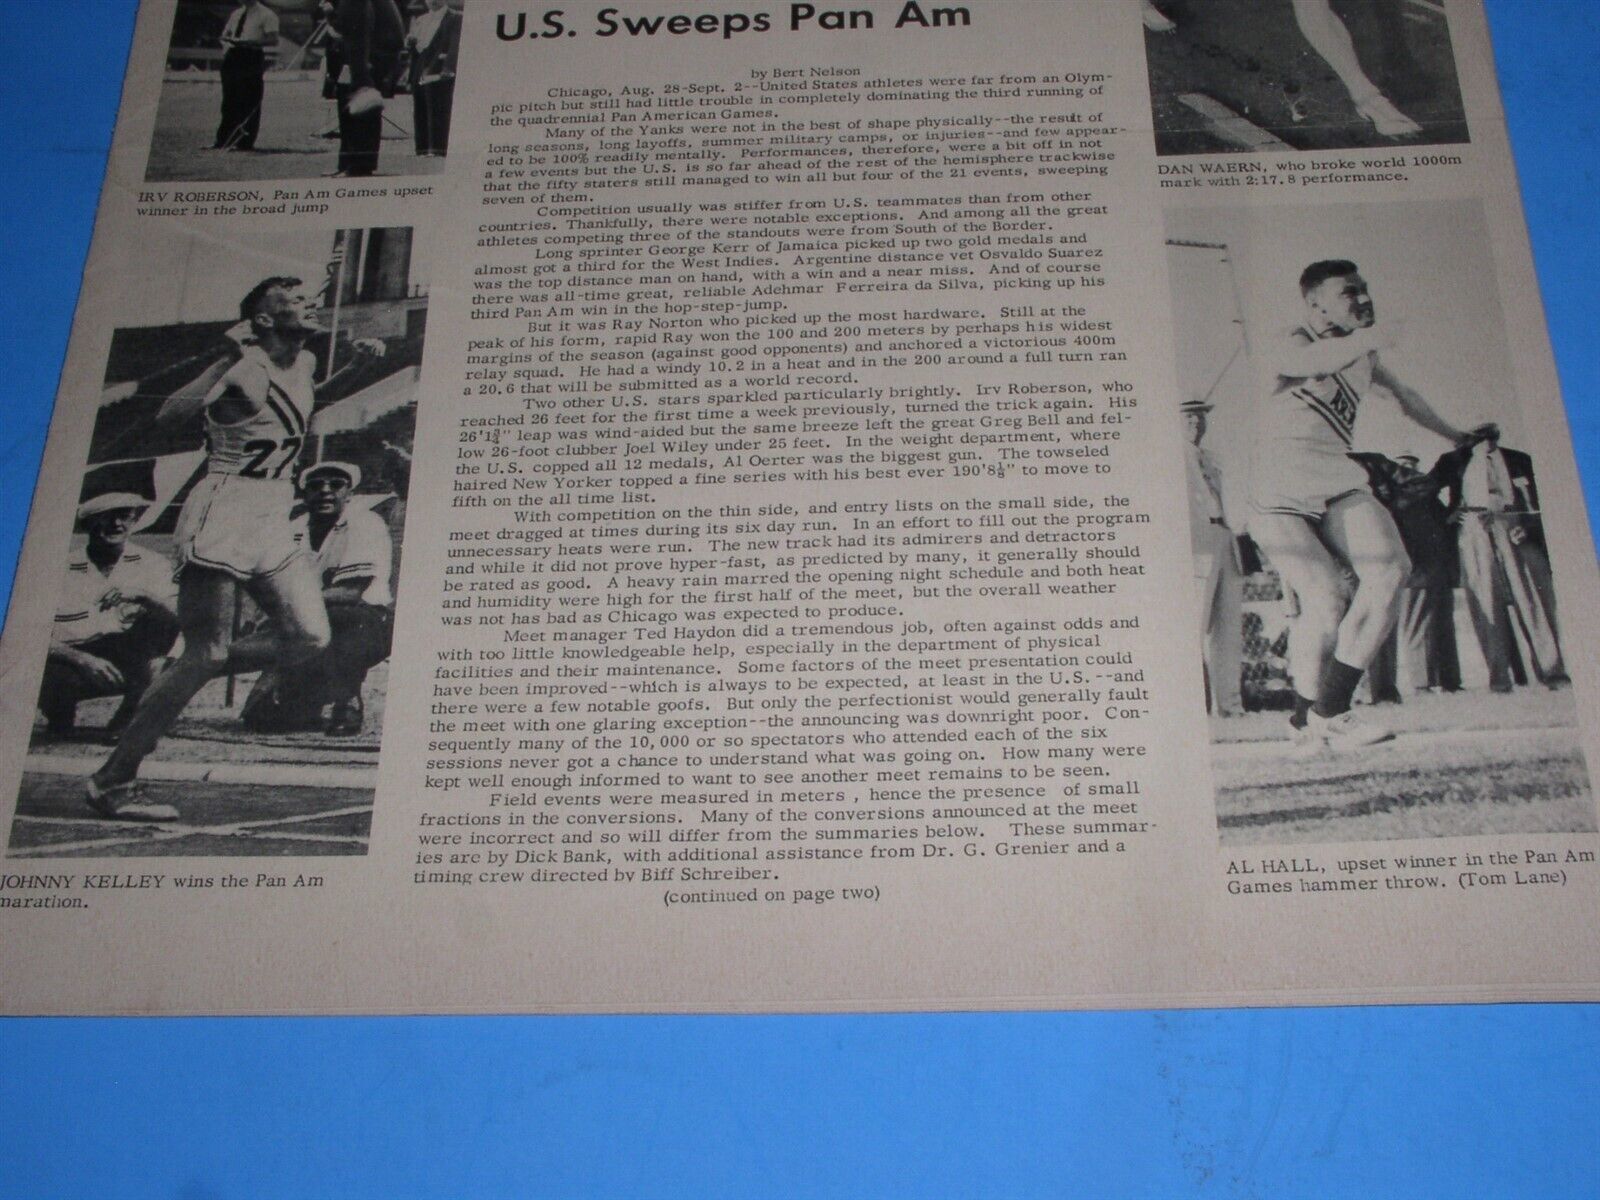 U.S. Sweeps Pan Am
by Bert Nelson
Chicago, Aug. 28-Sept. 2--United States athletes were far from an Olym-
pic pitch but still had little trouble in completely dominating the third running of
the quadrennial Pan American Games.
Many of the Yanks were not in the best of shape physically--the result of
long seasons, long layoffs, summer military camps, or injuries--and few appear-
ed to be 100% readily mentally. Performances, therefore, were a bit off in not
a few events but the U.S. is so far ahead of the rest of the hemisphere trackwise
that the fifty staters still managed to win all but four of the 21 events, sweeping
seven of them.
Competition usually was stiffer from U.S. teammates than from other
countries. Thankfully, there were notable exceptions. And among all the great
athletes competing three of the standouts were from South of the Border.
Long sprinter George Kerr of Jamaica picked up two gold medals and
almost got a third for the West Indies. Argentine distance vet Osvaldo Suarez
was the top distance man on hand, with a win and a near miss. And of course
there was all-time great, reliable Adehmar Ferreira da Silva, picking up his
third Pan Am win in the hop-step-jump.
But it was Ray Norton who picked up the most hardware. Still at the
peak of his form, rapid Ray won the 100 and 200 meters by perhaps his widest
margins of the season (against good opponents) and anchored a victorious 400m
relay squad. He had a windy 10.2 in a heat and in the 200 around a full turn ran
a 20.6 that will be submitted as a world record.
Two other U.S. stars sparkled particularly brightly. Irv Roberson, who
reached 26 feet for the first time a week previously, turned the trick again. His
26'1¾" leap was wind-aided but the same breeze left the great Greg Bell and fel-
low 26-foot clubber Joel Wiley under 25 feet. In the weight department, where
the U.S. copped all 12 medals, Al Oerter was the biggest gun. The towseled
haired New Yorker topped a fine series with his best ever 190'8½" to move to
fifth on the all time list.
With competition on the thin side, and entry lists on the small side, the
meet dragged at times during its six day run. In an effort to fill out the program
unnecessary heats were run. The new track had its admirers and detractors
and while it did not prove hyper-fast, as predicted by many, it generally should
be rated as good. A heavy rain marred the opening night schedule and both heat
and humidity were high for the first half of the meet, but the overall weather
was not has bad as Chicago was expected to produce.
Meet manager Ted Haydon did a tremendous job, often against odds and
with too little knowledgeable help, especially in the department of physical
facilities and their maintenance. Some factors of the meet presentation could
have been improved--which is always to be expected, at least in the U.S.--and
there were a few notable goofs. But only the perfectionist would generally fault
the meet with one glaring exception--the announcing was downright poor. Con-
sequently many of the 10,000 or so spectators who attended each of the six
sessions never got a chance to understand what was going on. How many were
kept well enough informed to want to see another meet remains to be seen.
Field events were measured in meters , hence the presence of small
fractions in the conversions. Many of the conversions announced at the meet
were incorrect and so will differ from the summaries below. These summar-
ies are by Dick Bank, with additional assistance from Dr. G. Grenier and a
timing crew directed by Biff Schreiber.
(continued on page two)
IRV ROBERSON, Pan Am Games upset
winner in the broad jump
27
JOHNNY KELLEY wins the Pan Am
marathon.
DAN WAERN, who broke world 1000m
mark with 2:17.8 performance.
AL HALL, upset winner in the Pan Am
Games hammer throw. (Tom Lane)